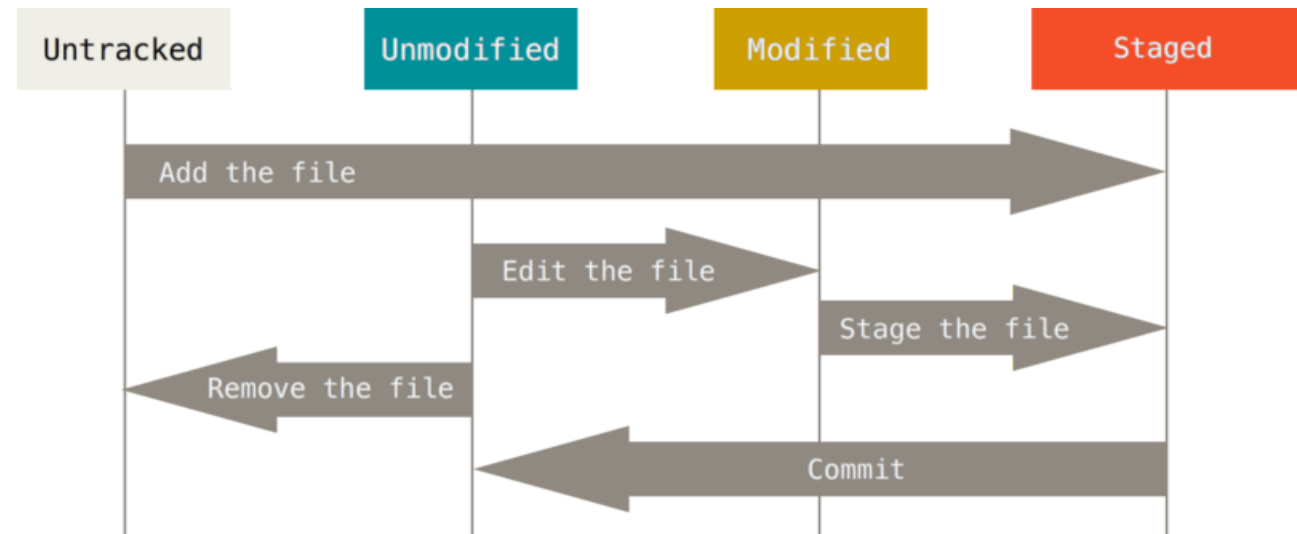 Untracked
Unmodified
Modified
Staged
Add the file
Edit the file
Stage the file
Remove the file
Commit